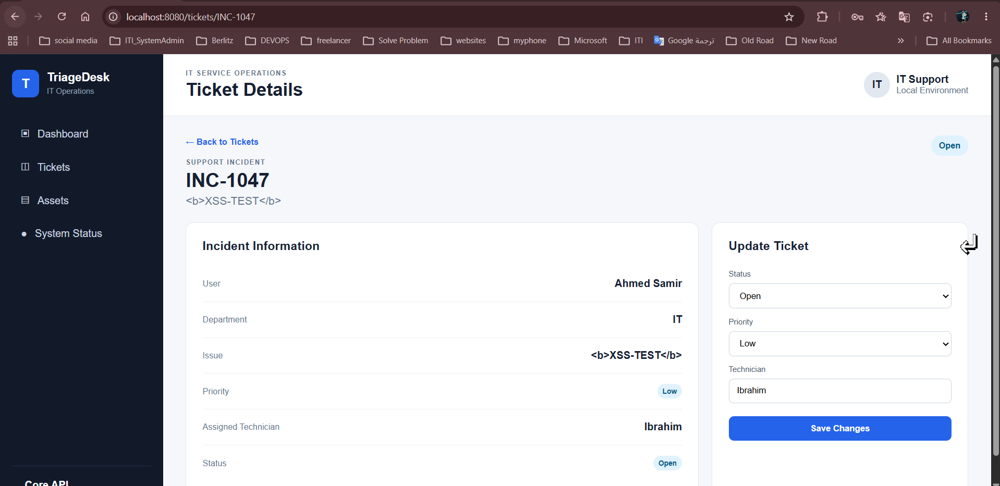 localhost:8080/tickets/INC-1047
social media
ITI_SystemAdmin
Berlitz
DEVOPS
freelancer
Solve Problem
websites
myphone
Microsoft
ITI
Google ترجمة
Old Road
New Road
»
All Bookmarks
T
TriageDesk
IT Operations
Dashboard
Tickets
Assets
System Status
Core API
IT SERVICE OPERATIONS
Ticket Details
IT
IT Support
Local Environment
← Back to Tickets
Open
SUPPORT INCIDENT
INC-1047
<b>XSS-TEST</b>
Incident Information
User
Ahmed Samir
Department
IT
Issue
<b>XSS-TEST</b>
Priority
Low
Assigned Technician
Ibrahim
Status
Open
Update Ticket
Status
Open
Priority
Low
Technician
Ibrahim
Save Changes